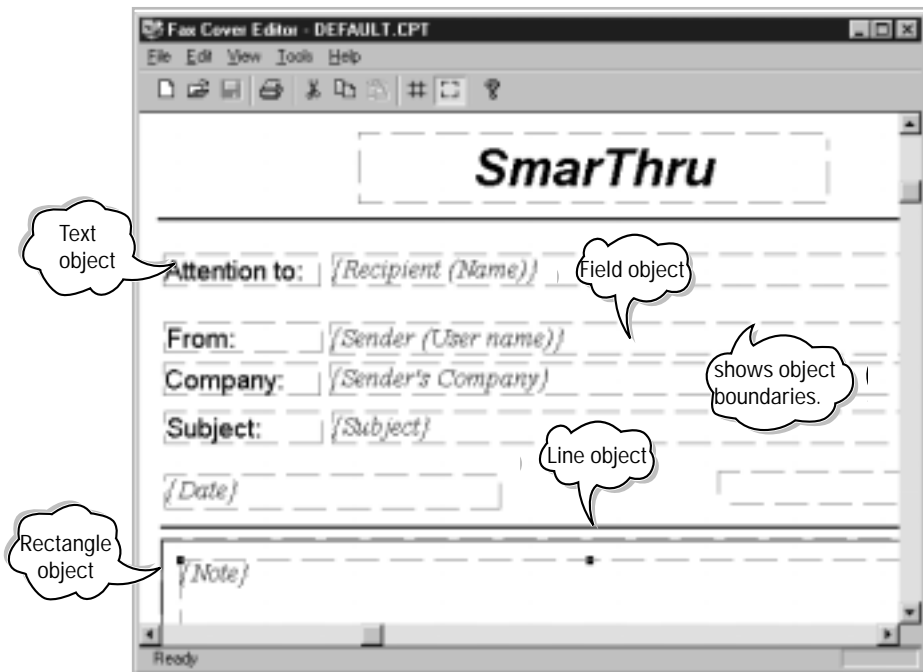 Fax Cover Editor - DEFAULT.CPT
File Edit View Tools Help
SmarThru
Text
object
Attention to: {Recipient (Name)}
Field object
From: {Sender (User name)}
shows object
boundaries.
Company: {Sender's Company}
Subject: {Subject}
Line object
{Date}
Rectangle
object
{Note}
Ready